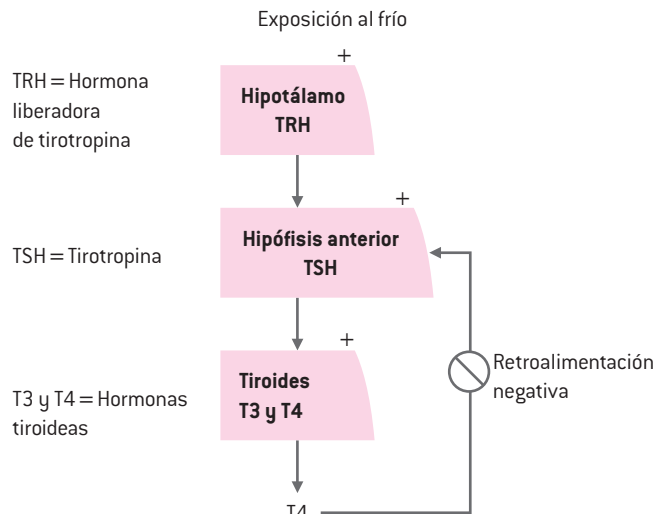 Exposición al frío
+
TRH = Hormona
liberadora
de tirotropina
Hipotálamo
TRH
+
TSH = Tirotropina
Hipófisis anterior
TSH
+
Retroalimentación
negativa
T3 y T4 = Hormonas
tiroideas
Tiroides
T3 y T4
T4